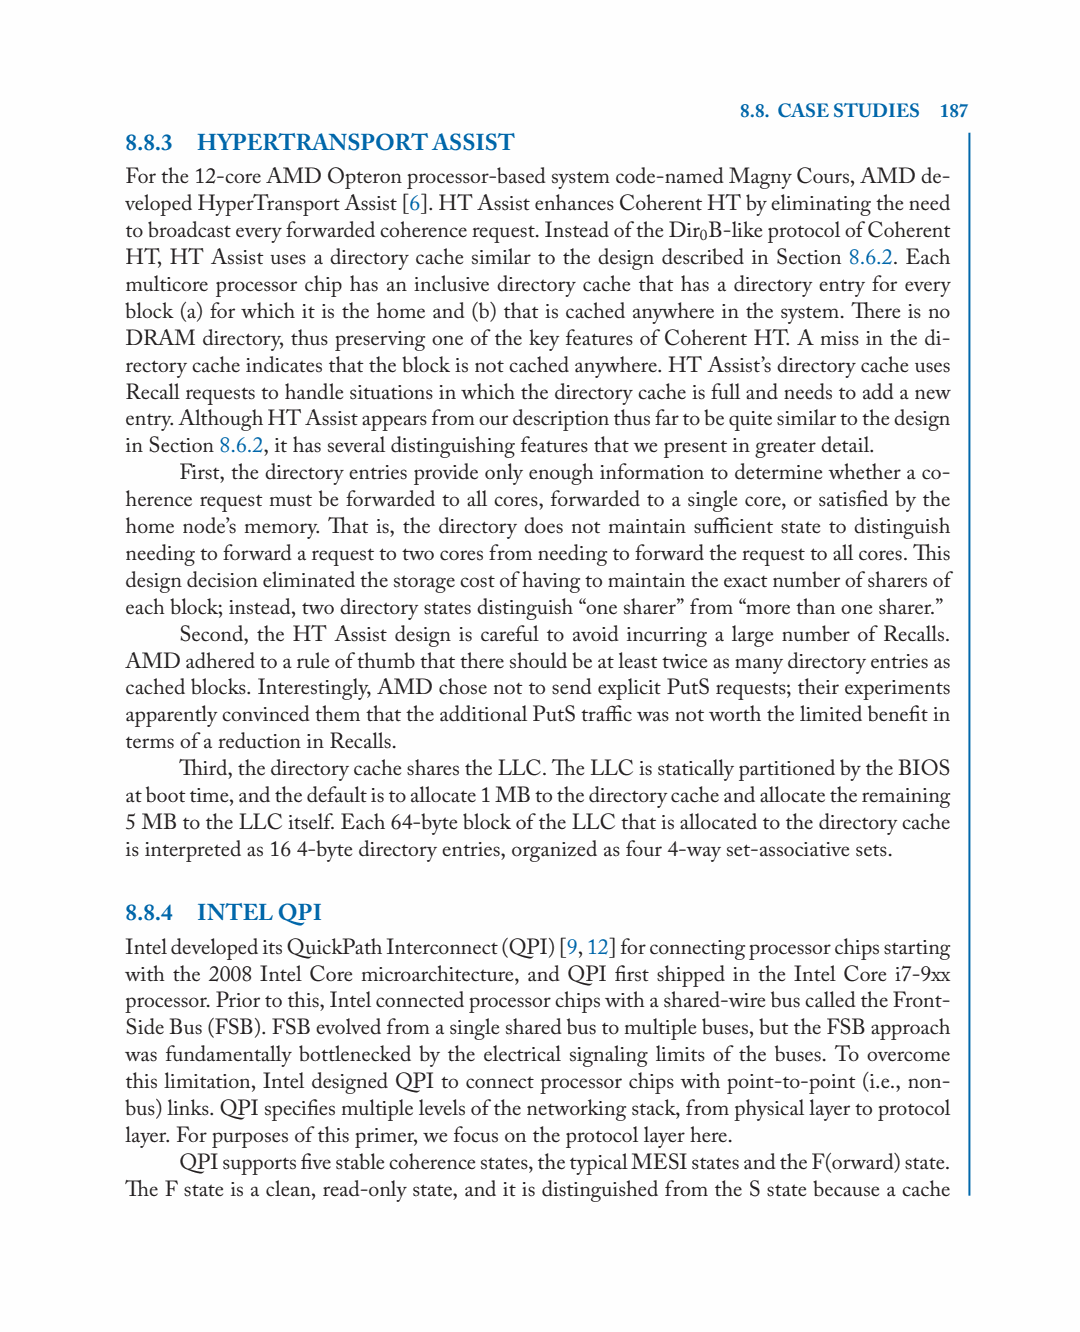 8.8. CASE STUDIES 187
8.8.3 HYPERTRANSPORT ASSIST
For the 12-core AMD Opteron processor-based system code-named Magny Cours, AMD de-
veloped HyperTransport Assist [6]. HT Assist enhances Coherent HT by eliminating the need
to broadcast every forwarded coherence request. Instead of the Dir₀B-like protocol of Coherent
HT, HT Assist uses a directory cache similar to the design described in Section 8.6.2. Each
multicore processor chip has an inclusive directory cache that has a directory entry for every
block (a) for which it is the home and (b) that is cached anywhere in the system. There is no
DRAM directory, thus preserving one of the key features of Coherent HT. A miss in the di-
rectory cache indicates that the block is not cached anywhere. HT Assist's directory cache uses
Recall requests to handle situations in which the directory cache is full and needs to add a new
entry. Although HT Assist appears from our description thus far to be quite similar to the design
in Section 8.6.2, it has several distinguishing features that we present in greater detail.
First, the directory entries provide only enough information to determine whether a co-
herence request must be forwarded to all cores, forwarded to a single core, or satisfied by the
home node's memory. That is, the directory does not maintain sufficient state to distinguish
needing to forward a request to two cores from needing to forward the request to all cores. This
design decision eliminated the storage cost of having to maintain the exact number of sharers of
each block; instead, two directory states distinguish “one sharer” from “more than one sharer.”
Second, the HT Assist design is careful to avoid incurring a large number of Recalls.
AMD adhered to a rule of thumb that there should be at least twice as many directory entries as
cached blocks. Interestingly, AMD chose not to send explicit PutS requests; their experiments
apparently convinced them that the additional PutS traffic was not worth the limited benefit in
terms of a reduction in Recalls.
Third, the directory cache shares the LLC. The LLC is statically partitioned by the BIOS
at boot time, and the default is to allocate 1 MB to the directory cache and allocate the remaining
5 MB to the LLC itself. Each 64-byte block of the LLC that is allocated to the directory cache
is interpreted as 16 4-byte directory entries, organized as four 4-way set-associative sets.
8.8.4 INTEL QPI
Intel developed its QuickPath Interconnect (QPI) [9, 12] for connecting processor chips starting
with the 2008 Intel Core microarchitecture, and QPI first shipped in the Intel Core i7-9xx
processor. Prior to this, Intel connected processor chips with a shared-wire bus called the Front-
Side Bus (FSB). FSB evolved from a single shared bus to multiple buses, but the FSB approach
was fundamentally bottlenecked by the electrical signaling limits of the buses. To overcome
this limitation, Intel designed QPI to connect processor chips with point-to-point (i.e., non-
bus) links. QPI specifies multiple levels of the networking stack, from physical layer to protocol
layer. For purposes of this primer, we focus on the protocol layer here.
QPI supports five stable coherence states, the typical MESI states and the F(orward) state.
The F state is a clean, read-only state, and it is distinguished from the S state because a cache